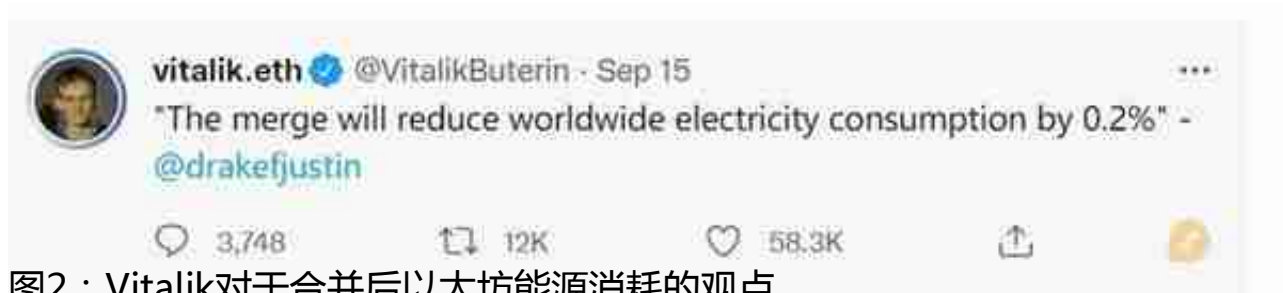 vitalik.eth @VitalikButerin · Sep 15
"The merge will reduce worldwide electricity consumption by 0.2%" -
@drakefjustin
3,748 12K 58.3K
图2：Vitalik对于合并后以太坊能源消耗的观点